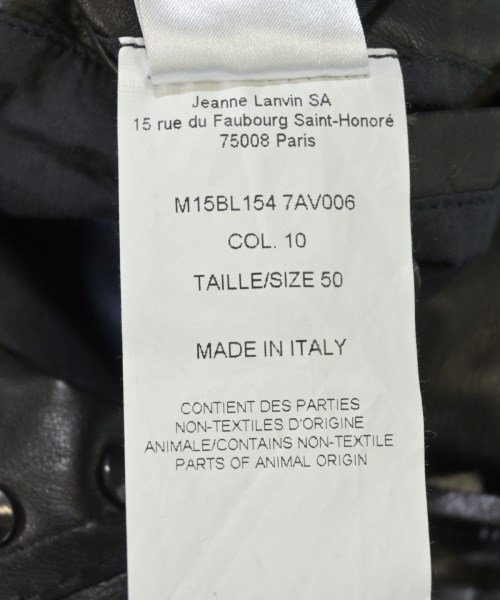 Jeanne Lanvin SA
15 rue du Faubourg Saint-Honoré
75008 Paris
M15BL154 7AV006
COL. 10
TAILLE/SIZE 50
MADE IN ITALY
CONTIENT DES PARTIES
NON-TEXTILES D'ORIGINE
ANIMALE/CONTAINS NON-TEXTILE
PARTS OF ANIMAL ORIGIN